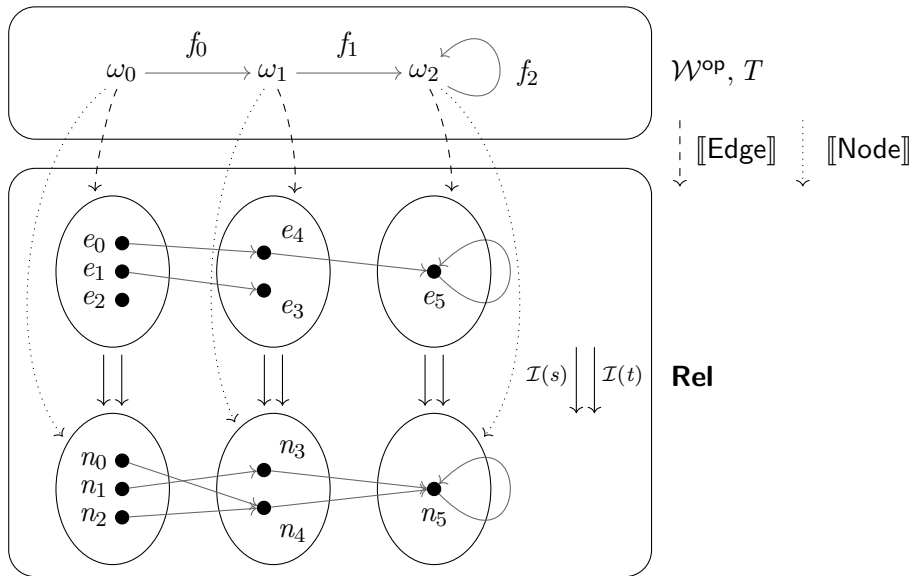 f₀ f₁
ω₀ ω₁ ω₂ f₂ 𝒲ᵒᵖ, T
⟦Edge⟧ ⟦Node⟧
e₀ e₄
e₁
e₂ e₃ e₅
ℐ(s) ℐ(t) Rel
n₀ n₃
n₁
n₂ n₄ n₅